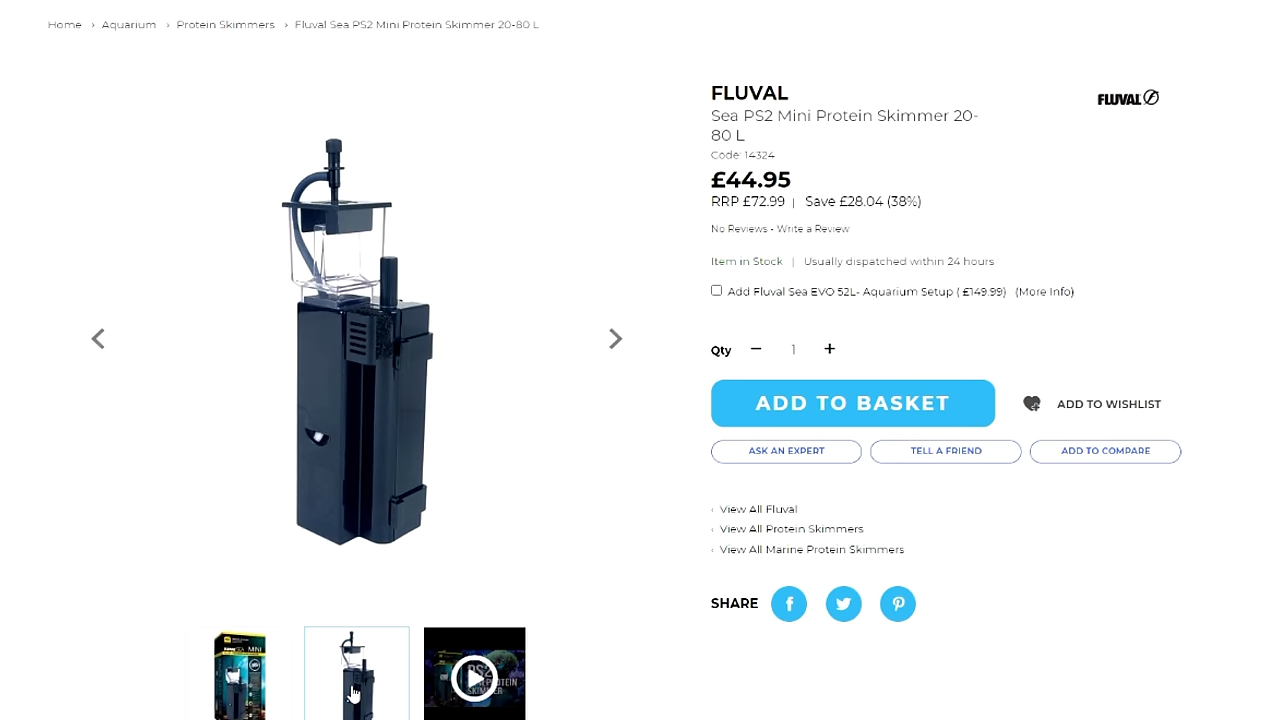 Home › Aquarium › Protein Skimmers › Fluval Sea PS2 Mini Protein Skimmer 20-80 L
FLUVAL
FLUVAL
Sea PS2 Mini Protein Skimmer 20-
80 L
Code: 14324
£44.95
RRP £72.99 | Save £28.04 (38%)
No Reviews - Write a Review
Item in Stock | Usually dispatched within 24 hours
Add Fluval Sea EVO 52L- Aquarium Setup ( £149.99) (More Info)
Qty − 1 +
ADD TO BASKET
ADD TO WISHLIST
ASK AN EXPERT
TELL A FRIEND
ADD TO COMPARE
‹ View All Fluval
‹ View All Protein Skimmers
‹ View All Marine Protein Skimmers
SHARE
MINI
PS2
PROTEIN
SKIMMER